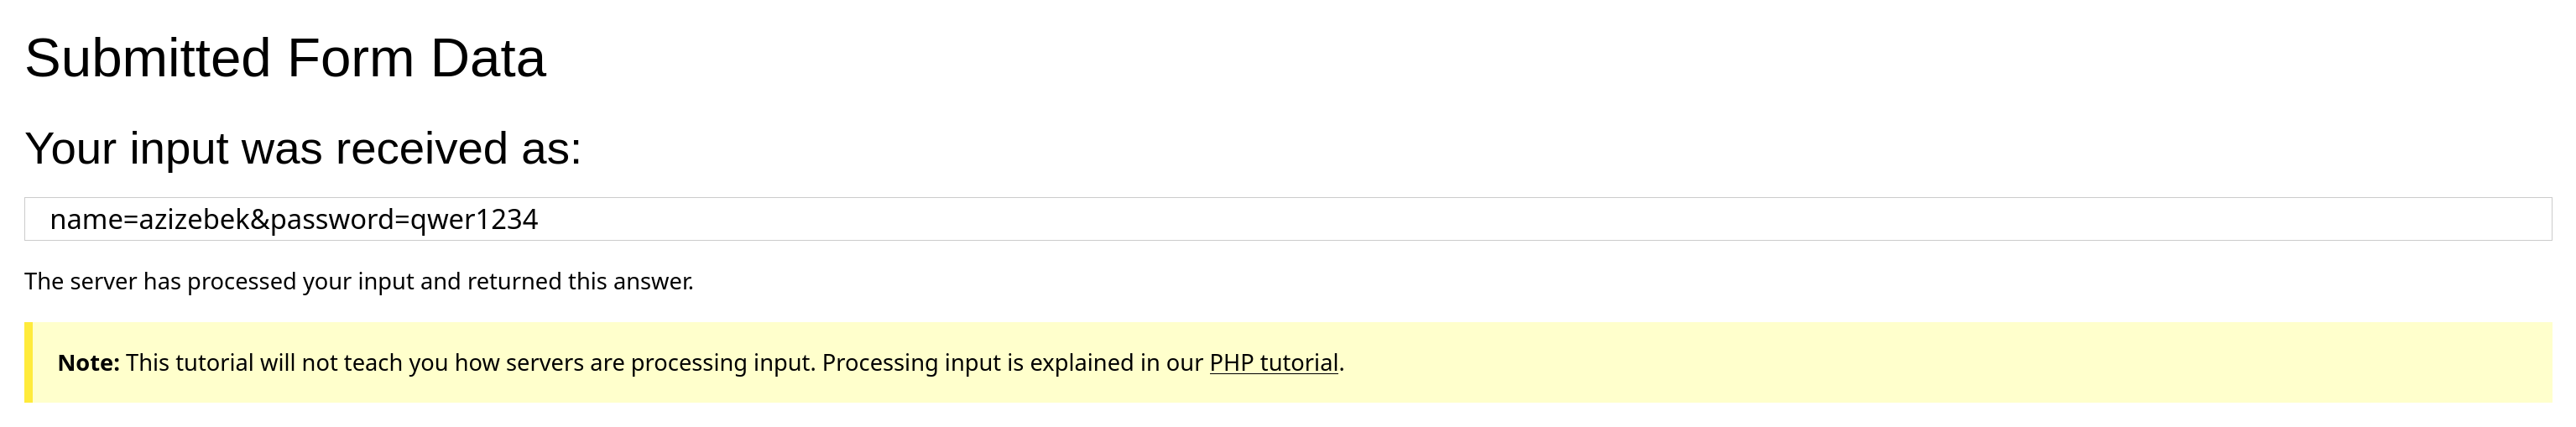 Submitted Form Data
Your input was received as:
name=azizebek&password=qwer1234
The server has processed your input and returned this answer.
Note: This tutorial will not teach you how servers are processing input. Processing input is explained in our PHP tutorial.